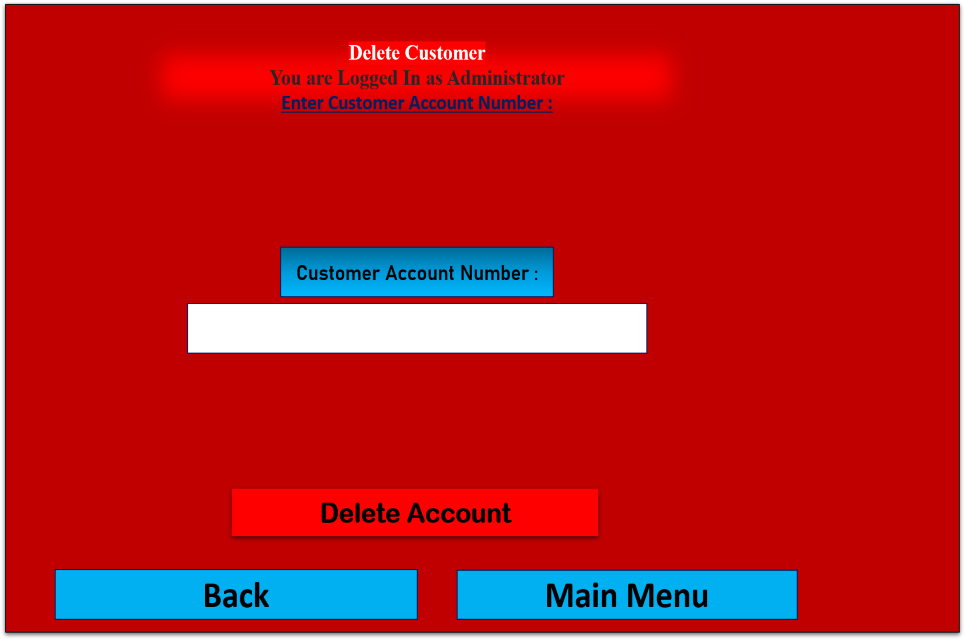 Delete Customer
You are Logged In as Administrator
Enter Customer Account Number :
Customer Account Number :
Delete Account
Back
Main Menu